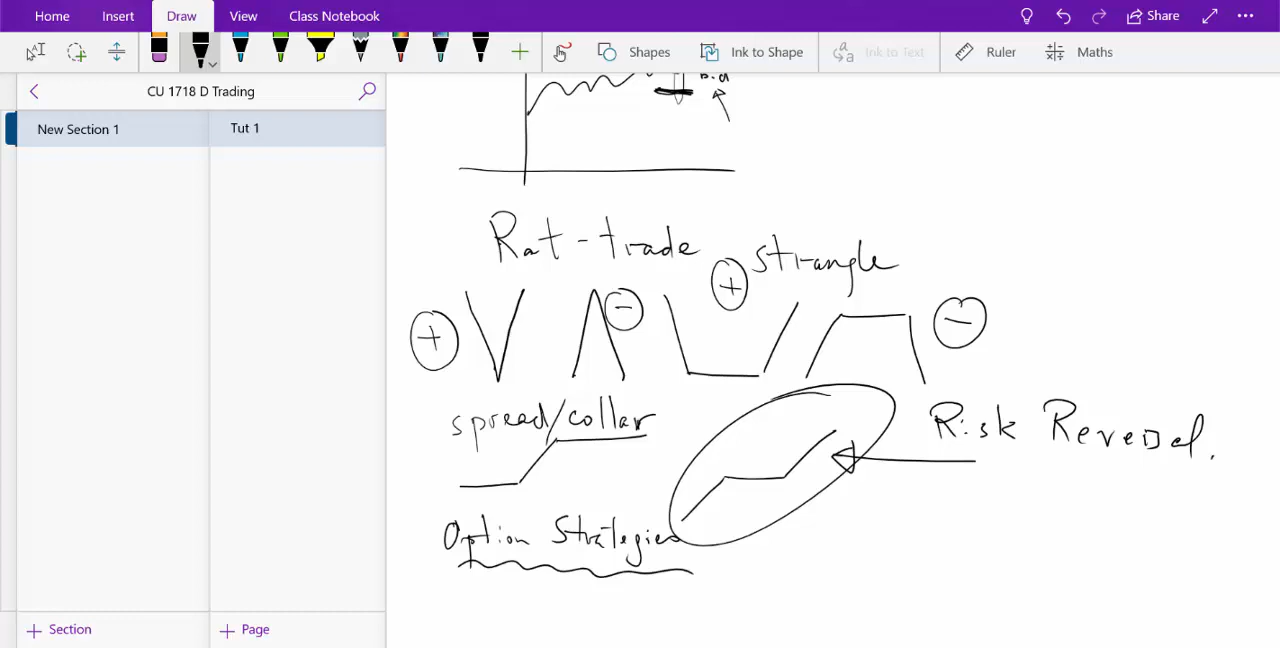 Home Insert Draw View Class Notebook Share
Shapes Ink to Shape Ink to Text Ruler Maths
CU 1718 D Trading
New Section 1 Tut 1
Rat-trade
+ strangle
+ − −
spread/collar
Risk Reversal.
Option Strategies
Section Page